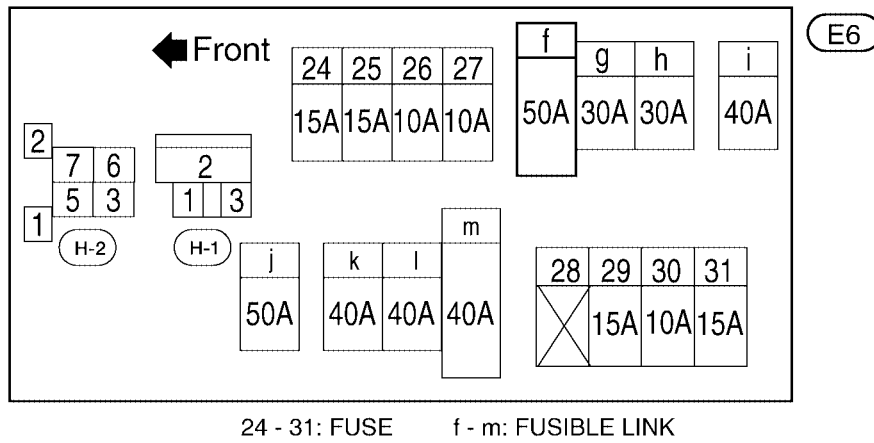 E6
Front
24 25 26 27
15A 15A 10A 10A
f g h i
50A 30A 30A 40A
2
7 6
5 3
1
H-2
2
1 3
H-1
j k l m
50A 40A 40A 40A
28 29 30 31
15A 10A 15A
24 - 31: FUSE f - m: FUSIBLE LINK